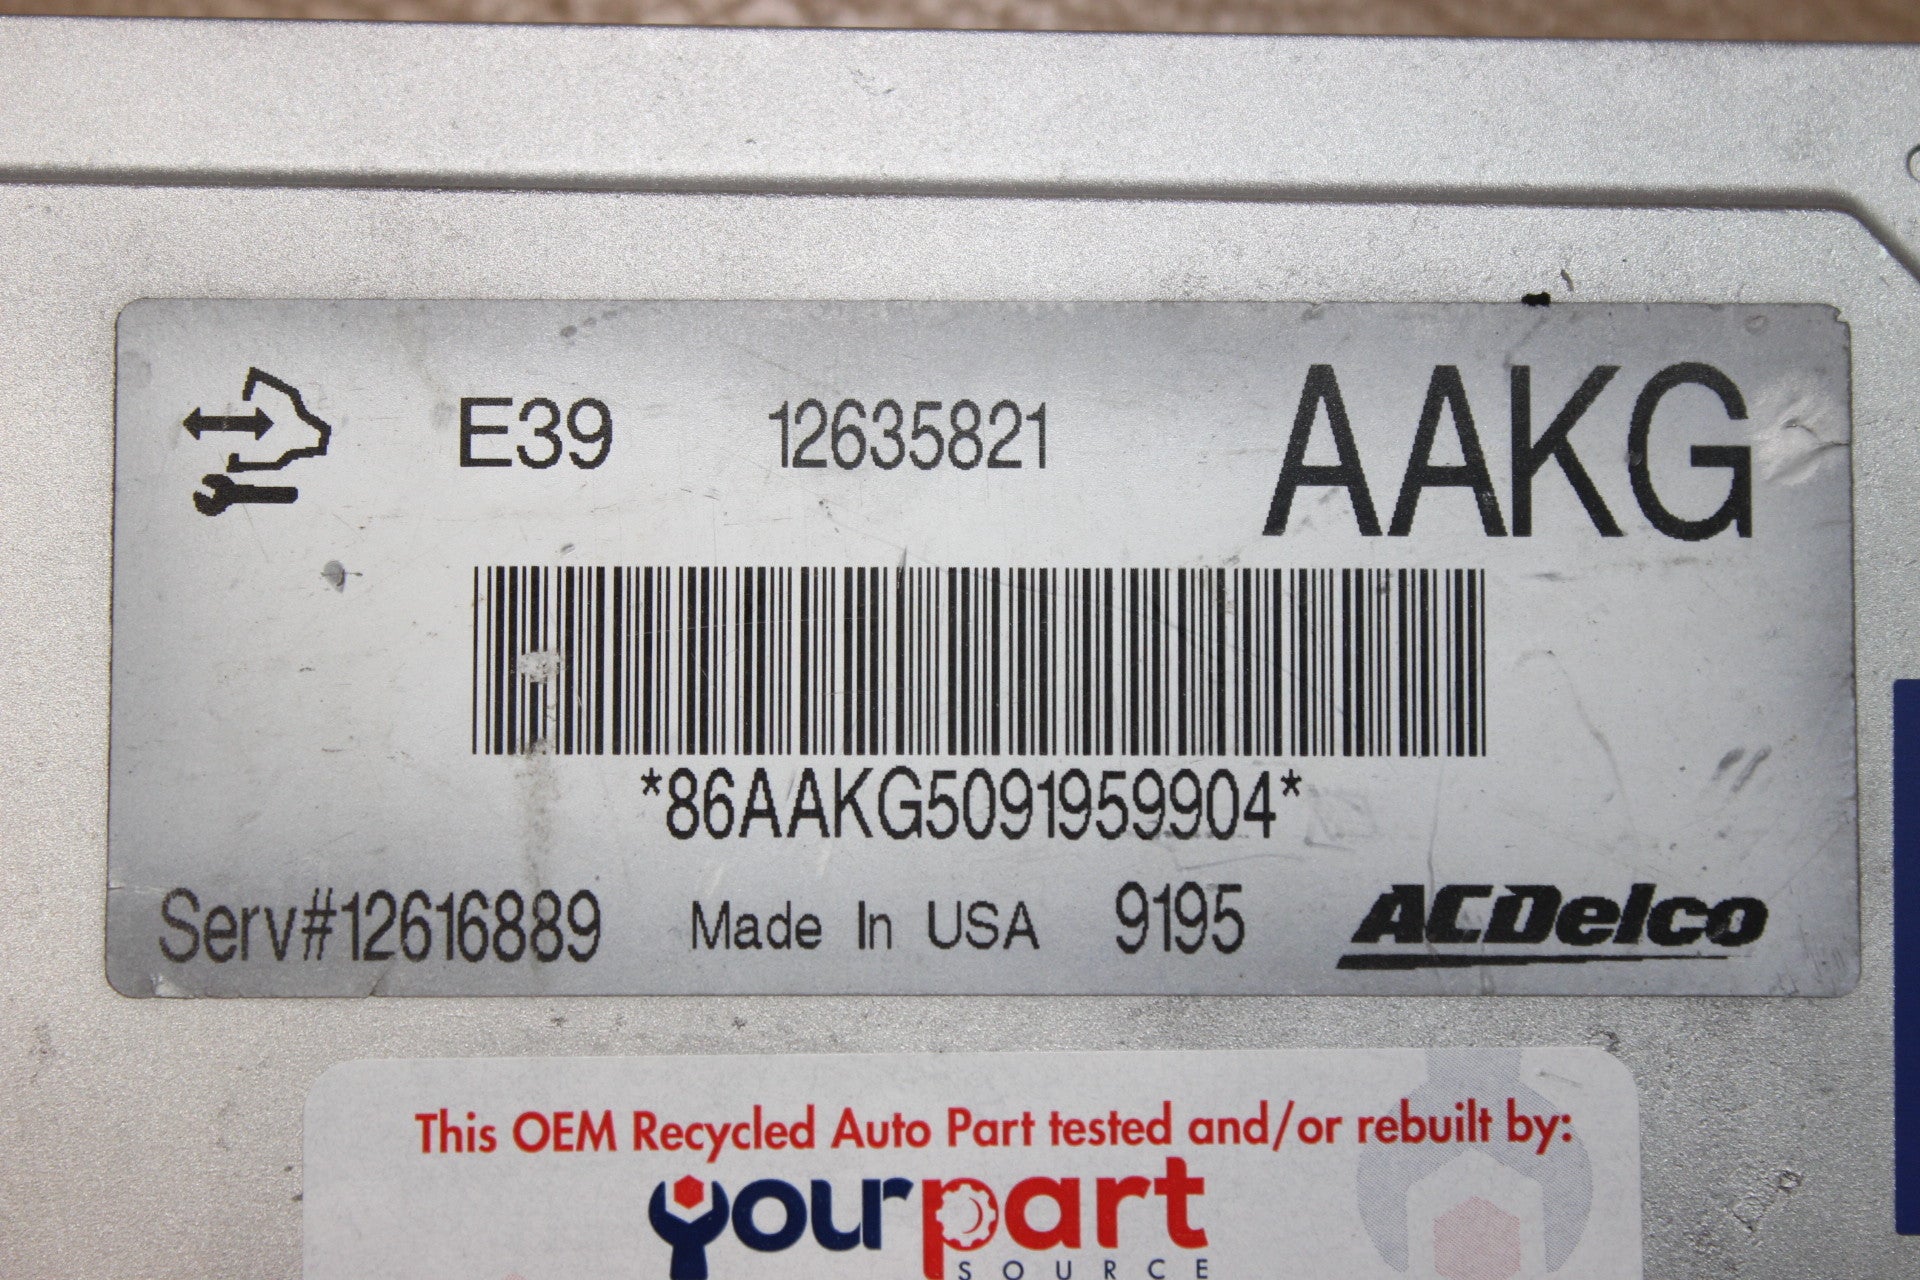 E39 12635821 AAKG
*86AAKG5091959904*
Serv#12616889 Made In USA 9195 ACDelco
This OEM Recycled Auto Part tested and/or rebuilt by:
yourpart
SOURCE